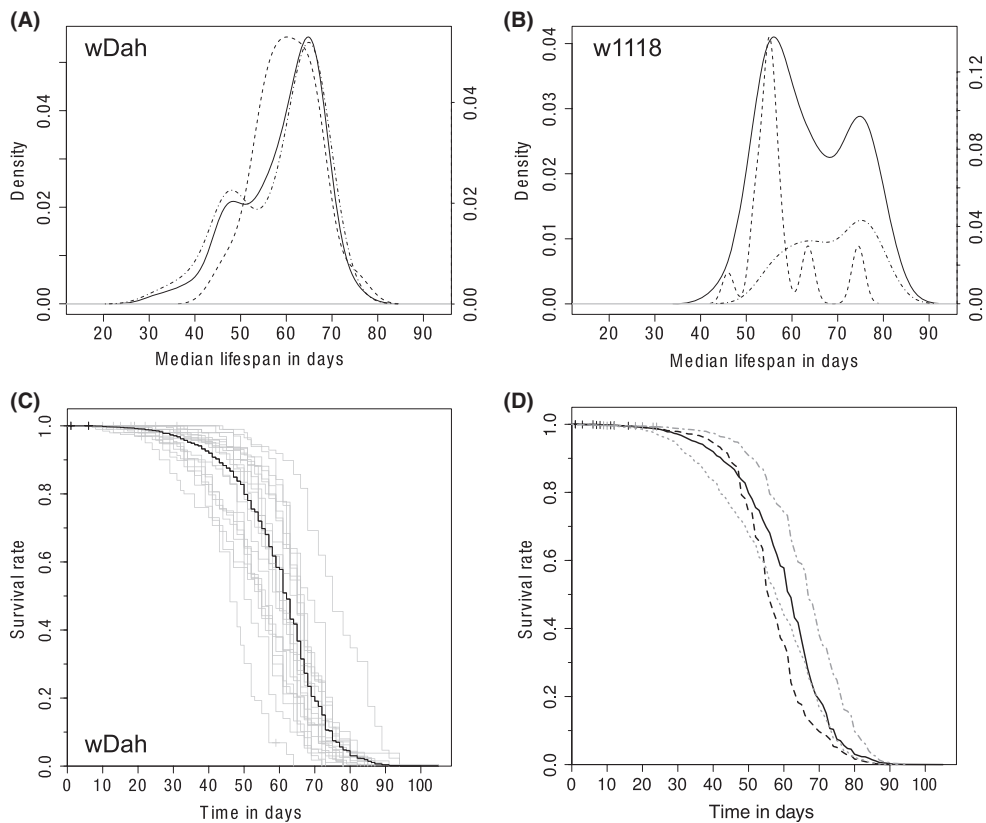 (A)
wDah
Density
0.00 0.02 0.04
0.00 0.02 0.04
20 30 40 50 60 70 80 90
Median lifespan in days
(B)
w1118
Density
0.00 0.01 0.02 0.03 0.04
0.00 0.04 0.08 0.12
20 30 40 50 60 70 80 90
Median lifespan in days
(C)
wDah
Survival rate
0.0 0.2 0.4 0.6 0.8 1.0
0 10 20 30 40 50 60 70 80 90 100
Time in days
(D)
Survival rate
0.0 0.2 0.4 0.6 0.8 1.0
0 10 20 30 40 50 60 70 80 90 100
Time in days